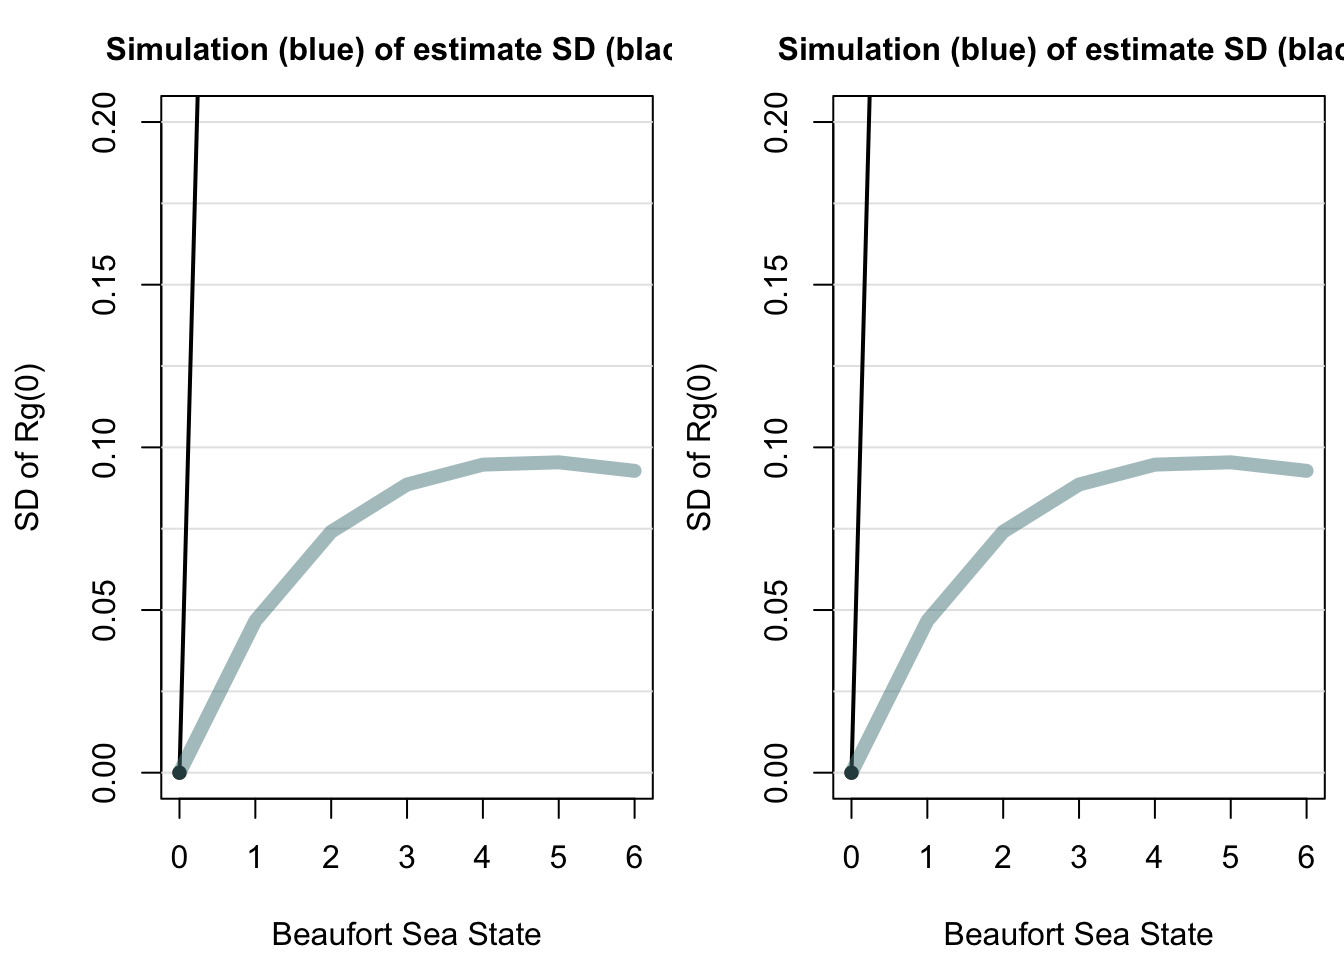 Simulation (blue) of estimate SD (blac
SD of Rg(0)
0.20
0.15
0.10
0.05
0.00
0 1 2 3 4 5 6
Beaufort Sea State
Simulation (blue) of estimate SD (blac
SD of Rg(0)
0.20
0.15
0.10
0.05
0.00
0 1 2 3 4 5 6
Beaufort Sea State